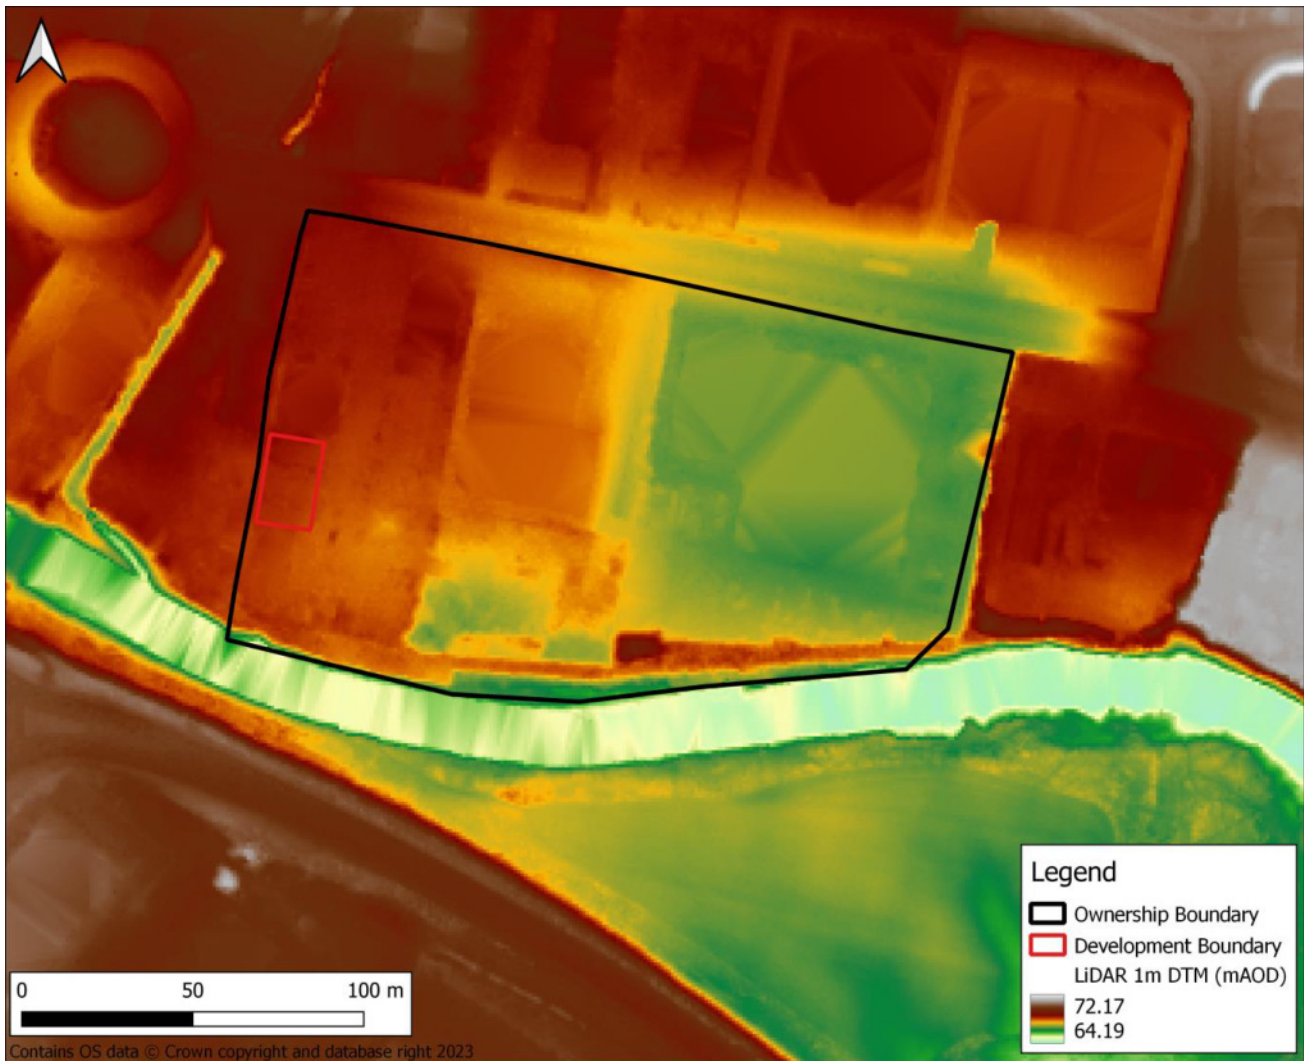 Legend
Ownership Boundary
Development Boundary
LiDAR 1m DTM (mAOD)
72.17
64.19
0 50 100 m
Contains OS data © Crown copyright and database right 2023